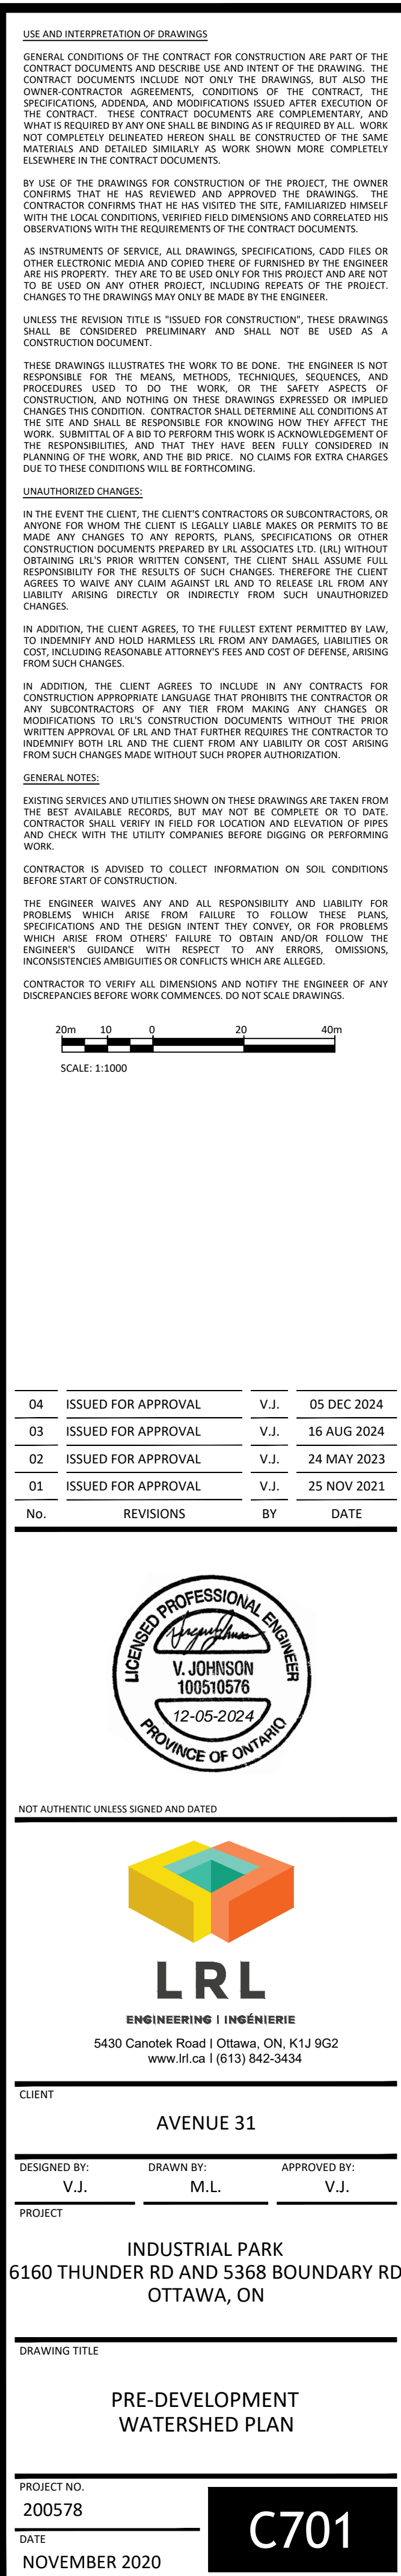 USE AND INTERPRETATION OF DRAWINGS
GENERAL CONDITIONS OF THE CONTRACT FOR CONSTRUCTION ARE PART OF THE
CONTRACT DOCUMENTS AND DESCRIBE USE AND INTENT OF THE DRAWING. THE
CONTRACT DOCUMENTS INCLUDE NOT ONLY THE DRAWINGS, BUT ALSO THE
OWNER-CONTRACTOR AGREEMENTS, CONDITIONS OF THE CONTRACT, THE
SPECIFICATIONS, ADDENDA, AND MODIFICATIONS ISSUED AFTER EXECUTION OF
THE CONTRACT. THESE CONTRACT DOCUMENTS ARE COMPLEMENTARY, AND
WHAT IS REQUIRED BY ANY ONE SHALL BE BINDING AS IF REQUIRED BY ALL. WORK
NOT COMPLETELY DELINEATED HEREON SHALL BE CONSTRUCTED OF THE SAME
MATERIALS AND DETAILED SIMILARLY AS WORK SHOWN MORE COMPLETELY
ELSEWHERE IN THE CONTRACT DOCUMENTS.
BY USE OF THE DRAWINGS FOR CONSTRUCTION OF THE PROJECT, THE OWNER
CONFIRMS THAT HE HAS REVIEWED AND APPROVED THE DRAWINGS. THE
CONTRACTOR CONFIRMS THAT HE HAS VISITED THE SITE, FAMILIARIZED HIMSELF
WITH THE LOCAL CONDITIONS, VERIFIED FIELD DIMENSIONS AND CORRELATED HIS
OBSERVATIONS WITH THE REQUIREMENTS OF THE CONTRACT DOCUMENTS.
AS INSTRUMENTS OF SERVICE, ALL DRAWINGS, SPECIFICATIONS, CADD FILES OR
OTHER ELECTRONIC MEDIA AND COPIED THERE OF FURNISHED BY THE ENGINEER
ARE HIS PROPERTY. THEY ARE TO BE USED ONLY FOR THIS PROJECT AND ARE NOT
TO BE USED ON ANY OTHER PROJECT, INCLUDING REPEATS OF THE PROJECT.
CHANGES TO THE DRAWINGS MAY ONLY BE MADE BY THE ENGINEER.
UNLESS THE REVISION TITLE IS "ISSUED FOR CONSTRUCTION", THESE DRAWINGS
SHALL BE CONSIDERED PRELIMINARY AND SHALL NOT BE USED AS A
CONSTRUCTION DOCUMENT.
THESE DRAWINGS ILLUSTRATES THE WORK TO BE DONE. THE ENGINEER IS NOT
RESPONSIBLE FOR THE MEANS, METHODS, TECHNIQUES, SEQUENCES, AND
PROCEDURES USED TO DO THE WORK, OR THE SAFETY ASPECTS OF
CONSTRUCTION, AND NOTHING ON THESE DRAWINGS EXPRESSED OR IMPLIED
CHANGES THIS CONDITION. CONTRACTOR SHALL DETERMINE ALL CONDITIONS AT
THE SITE AND SHALL BE RESPONSIBLE FOR KNOWING HOW THEY AFFECT THE
WORK. SUBMITTAL OF A BID TO PERFORM THIS WORK IS ACKNOWLEDGEMENT OF
THE RESPONSIBILITIES, AND THAT THEY HAVE BEEN FULLY CONSIDERED IN
PLANNING OF THE WORK, AND THE BID PRICE. NO CLAIMS FOR EXTRA CHARGES
DUE TO THESE CONDITIONS WILL BE FORTHCOMING.
UNAUTHORIZED CHANGES:
IN THE EVENT THE CLIENT, THE CLIENT'S CONTRACTORS OR SUBCONTRACTORS, OR
ANYONE FOR WHOM THE CLIENT IS LEGALLY LIABLE MAKES OR PERMITS TO BE
MADE ANY CHANGES TO ANY REPORTS, PLANS, SPECIFICATIONS OR OTHER
CONSTRUCTION DOCUMENTS PREPARED BY LRL ASSOCIATES LTD. (LRL) WITHOUT
OBTAINING LRL'S PRIOR WRITTEN CONSENT, THE CLIENT SHALL ASSUME FULL
RESPONSIBILITY FOR THE RESULTS OF SUCH CHANGES. THEREFORE THE CLIENT
AGREES TO WAIVE ANY CLAIM AGAINST LRL AND TO RELEASE LRL FROM ANY
LIABILITY ARISING DIRECTLY OR INDIRECTLY FROM SUCH UNAUTHORIZED
CHANGES.
IN ADDITION, THE CLIENT AGREES, TO THE FULLEST EXTENT PERMITTED BY LAW,
TO INDEMNIFY AND HOLD HARMLESS LRL FROM ANY DAMAGES, LIABILITIES OR
COST, INCLUDING REASONABLE ATTORNEY'S FEES AND COST OF DEFENSE, ARISING
FROM SUCH CHANGES.
IN ADDITION, THE CLIENT AGREES TO INCLUDE IN ANY CONTRACTS FOR
CONSTRUCTION APPROPRIATE LANGUAGE THAT PROHIBITS THE CONTRACTOR OR
ANY SUBCONTRACTORS OF ANY TIER FROM MAKING ANY CHANGES OR
MODIFICATIONS TO LRL'S CONSTRUCTION DOCUMENTS WITHOUT THE PRIOR
WRITTEN APPROVAL OF LRL AND THAT FURTHER REQUIRES THE CONTRACTOR TO
INDEMNIFY BOTH LRL AND THE CLIENT FROM ANY LIABILITY OR COST ARISING
FROM SUCH CHANGES MADE WITHOUT SUCH PROPER AUTHORIZATION.
GENERAL NOTES:
EXISTING SERVICES AND UTILITIES SHOWN ON THESE DRAWINGS ARE TAKEN FROM
THE BEST AVAILABLE RECORDS, BUT MAY NOT BE COMPLETE OR TO DATE.
CONTRACTOR SHALL VERIFY IN FIELD FOR LOCATION AND ELEVATION OF PIPES
AND CHECK WITH THE UTILITY COMPANIES BEFORE DIGGING OR PERFORMING
WORK.
CONTRACTOR IS ADVISED TO COLLECT INFORMATION ON SOIL CONDITIONS
BEFORE START OF CONSTRUCTION.
THE ENGINEER WAIVES ANY AND ALL RESPONSIBILITY AND LIABILITY FOR
PROBLEMS WHICH ARISE FROM FAILURE TO FOLLOW THESE PLANS,
SPECIFICATIONS AND THE DESIGN INTENT THEY CONVEY, OR FOR PROBLEMS
WHICH ARISE FROM OTHERS' FAILURE TO OBTAIN AND/OR FOLLOW THE
ENGINEER'S GUIDANCE WITH RESPECT TO ANY ERRORS, OMISSIONS,
INCONSISTENCIES AMBIGUITIES OR CONFLICTS WHICH ARE ALLEGED.
CONTRACTOR TO VERIFY ALL DIMENSIONS AND NOTIFY THE ENGINEER OF ANY
DISCREPANCIES BEFORE WORK COMMENCES. DO NOT SCALE DRAWINGS.
20m 10 0 20 40m
SCALE: 1:1000
04 ISSUED FOR APPROVAL V.J. 05 DEC 2024
03 ISSUED FOR APPROVAL V.J. 16 AUG 2024
02 ISSUED FOR APPROVAL V.J. 24 MAY 2023
01 ISSUED FOR APPROVAL V.J. 25 NOV 2021
No. REVISIONS BY DATE
LICENSED PROFESSIONAL ENGINEER
V. JOHNSON
100510576
12-05-2024
PROVINCE OF ONTARIO
NOT AUTHENTIC UNLESS SIGNED AND DATED
LRL
ENGINEERING | INGÉNIERIE
5430 Canotek Road | Ottawa, ON, K1J 9G2
www.lrl.ca | (613) 842-3434
CLIENT
AVENUE 31
DESIGNED BY: DRAWN BY: APPROVED BY:
V.J. M.L. V.J.
PROJECT
INDUSTRIAL PARK
6160 THUNDER RD AND 5368 BOUNDARY RD
OTTAWA, ON
DRAWING TITLE
PRE-DEVELOPMENT
WATERSHED PLAN
PROJECT NO.
200578
C701
DATE
NOVEMBER 2020